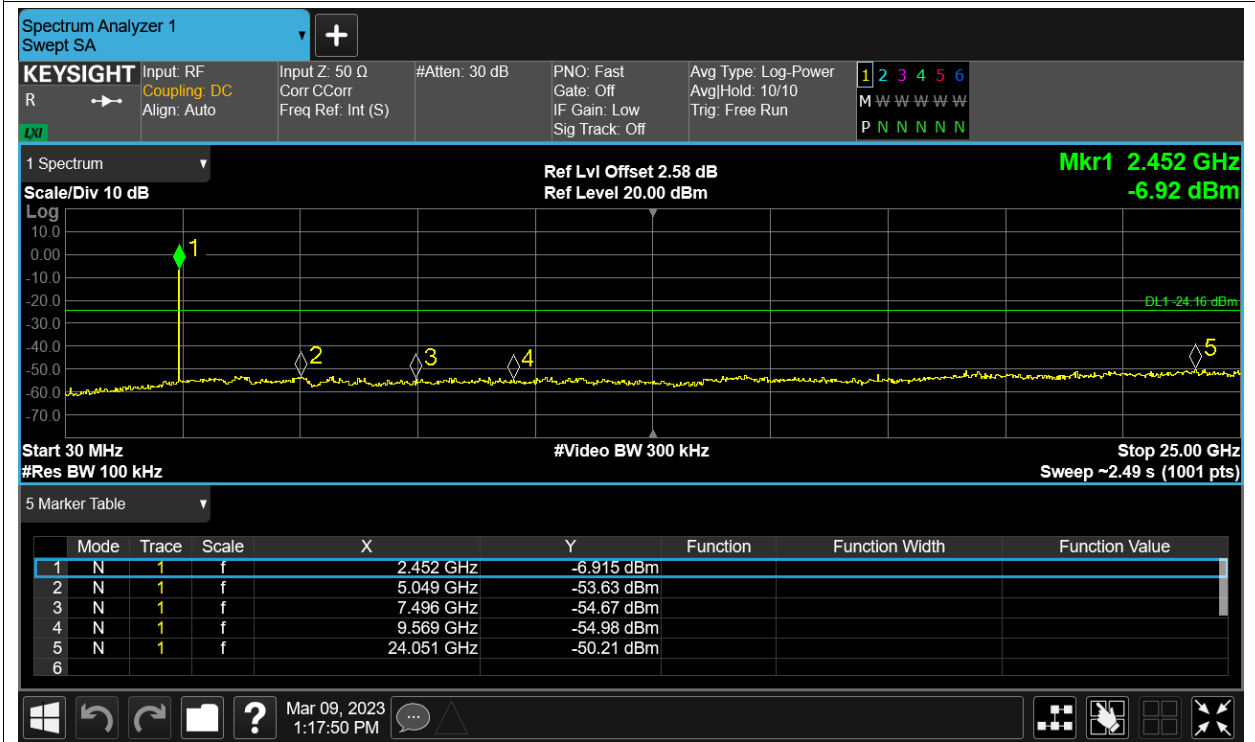 Spectrum Analyzer 1
Swept SA
+
KEYSIGHT
R
LXI
Input: RF
Coupling: DC
Align: Auto
Input Z: 50 Ω
Corr CCorr
Freq Ref: Int (S)
#Atten: 30 dB
PNO: Fast
Gate: Off
IF Gain: Low
Sig Track: Off
Avg Type: Log-Power
Avg|Hold: 10/10
Trig: Free Run
1 2 3 4 5 6
M W W W W W
P N N N N N
1 Spectrum
Scale/Div 10 dB
Ref Lvl Offset 2.58 dB
Ref Level 20.00 dBm
Mkr1 2.452 GHz
-6.92 dBm
Log
10.0
0.00
-10.0
-20.0
-30.0
-40.0
-50.0
-60.0
-70.0
1
DL1 -24.16 dBm
2
3
4
5
Start 30 MHz
#Res BW 100 kHz
#Video BW 300 kHz
Stop 25.00 GHz
Sweep ~2.49 s (1001 pts)
5 Marker Table
Mode Trace Scale X Y Function Function Width Function Value
1 N 1 f 2.452 GHz -6.915 dBm
2 N 1 f 5.049 GHz -53.63 dBm
3 N 1 f 7.496 GHz -54.67 dBm
4 N 1 f 9.569 GHz -54.98 dBm
5 N 1 f 24.051 GHz -50.21 dBm
6
?
Mar 09, 2023
1:17:50 PM